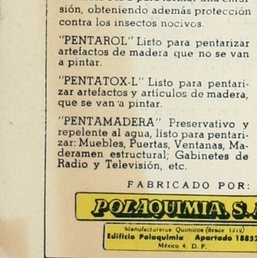 sión, obteniendo además protección
contra los insectos nocivos.
"PENTAROL" Listo para pentarizar
artefactos de madera que no se van
a pintar.
"PENTATOX-L" Listo para pentari-
zar artefactos y artículos de madera,
que se van a pintar.
"PENTAMADERA" Preservativo y
repelente al agua, listo para pentari-
zar: Muebles, Puertas, Ventanas, Ma-
deramen estructural; Gabinetes de
Radio y Televisión, etc.
FABRICADO POR:
POLAQUIMIA, S.A
Manufactureros Químicos (desde 1919)
Edificio Polaquimia Apartado 18852
México 4, D. F.